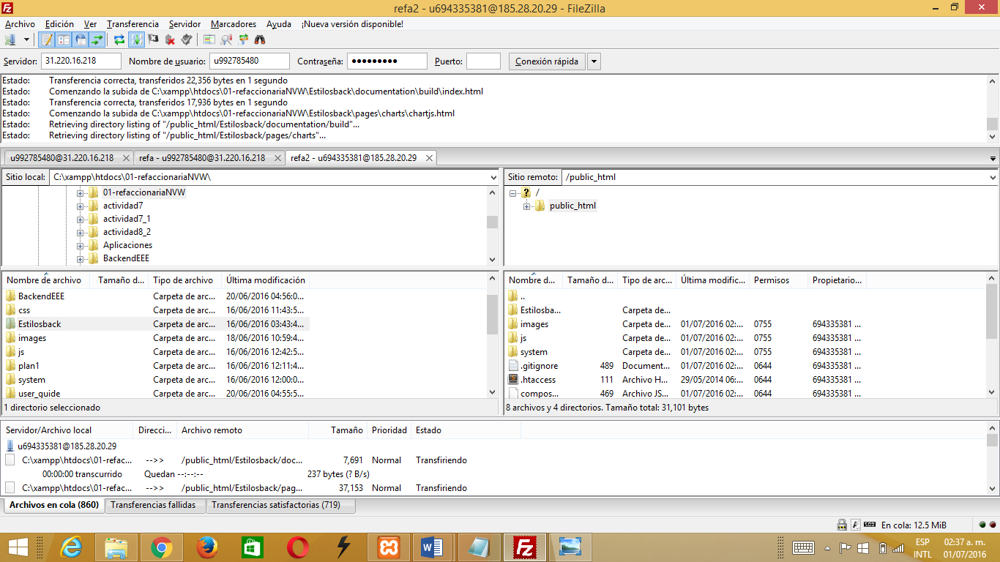 refa2 - u694335381@185.28.20.29 - FileZilla
Archivo Edición Ver Transferencia Servidor Marcadores Ayuda ¡Nueva versión disponible!
Servidor: 31.220.16.218 Nombre de usuario: u992785480 Contraseña: ●●●●●●●●● Puerto: Conexión rápida
Estado: Transferencia correcta, transferidos 22,356 bytes en 1 segundo
Estado: Comenzando la subida de C:\xampp\htdocs\01-refaccionariaNVW\Estilosback\documentation\build\index.html
Estado: Transferencia correcta, transferidos 17,936 bytes en 1 segundo
Estado: Comenzando la subida de C:\xampp\htdocs\01-refaccionariaNVW\Estilosback\pages\charts\chartjs.html
Estado: Retrieving directory listing of "/public_html/Estilosback/documentation/build"...
Estado: Retrieving directory listing of "/public_html/Estilosback/pages/charts"...
u992785480@31.220.16.218 refa - u992785480@31.220.16.218 refa2 - u694335381@185.28.20.29
Sitio local: C:\xampp\htdocs\01-refaccionariaNVW\
01-refaccionariaNVW
actividad7
actividad7_1
actividad8_2
Aplicaciones
BackendEEE
Sitio remoto: /public_html
/
public_html
Nombre de archivo Tamaño d... Tipo de archivo Última modificación
BackendEEE Carpeta de arc... 20/06/2016 04:56:0...
css Carpeta de arc... 16/06/2016 11:43:5...
Estilosback Carpeta de arc... 16/06/2016 03:43:4...
images Carpeta de arc... 18/06/2016 10:59:4...
js Carpeta de arc... 16/06/2016 12:42:5...
plan1 Carpeta de arc... 16/06/2016 12:11:4...
system Carpeta de arc... 16/06/2016 12:00:0...
user_guide Carpeta de arc... 20/06/2016 04:55:5...
1 directorio seleccionado
Nombre d... Tamaño d... Tipo de arc... Última modific... Permisos Propietario...
..
Estilosba... Carpeta de...
images Carpeta de... 01/07/2016 02:... 0755 694335381 ...
js Carpeta de... 01/07/2016 02:... 0755 694335381 ...
system Carpeta de... 01/07/2016 02:... 0755 694335381 ...
.gitignore 489 Document... 01/07/2016 02:... 0644 694335381 ...
.htaccess 111 Archivo H... 29/05/2014 06:... 0644 694335381 ...
compos... 469 Archivo JS... 01/07/2016 02:... 0644 694335381 ...
8 archivos y 4 directorios. Tamaño total: 31,101 bytes
Servidor/Archivo local Direcci... Archivo remoto Tamaño Prioridad Estado
u694335381@185.28.20.29
C:\xampp\htdocs\01-refac... -->> /public_html/Estilosback/doc... 7,691 Normal Transfiriendo
00:00:00 transcurrido Quedan --:--:-- 237 bytes (? B/s)
C:\xampp\htdocs\01-refac... -->> /public_html/Estilosback/pag... 37,153 Normal Transfiriendo
Archivos en cola (860) Transferencias fallidas Transferencias satisfactorias (719)
En cola: 12.5 MiB
ESP 02:37 a. m.
INTL 01/07/2016